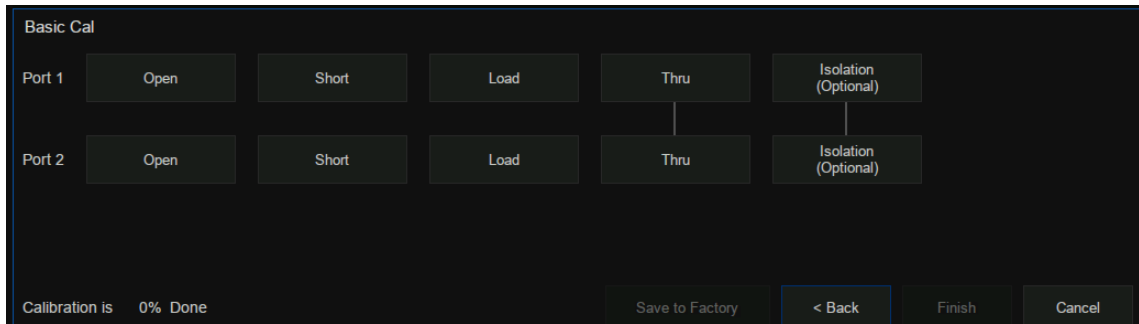 Basic Cal
Port 1 Open Short Load Thru Isolation (Optional)
Port 2 Open Short Load Thru Isolation (Optional)
Calibration is 0% Done Save to Factory < Back Finish Cancel